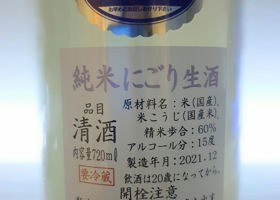 純米にごり生酒
品目
清酒
内容量720ml
要冷蔵
原材料名：米(国産)、
米こうじ(国産米)
精米歩合：60%
アルコール分：15度
製造年月：2021.12
飲酒は20歳になってから。
開栓注意